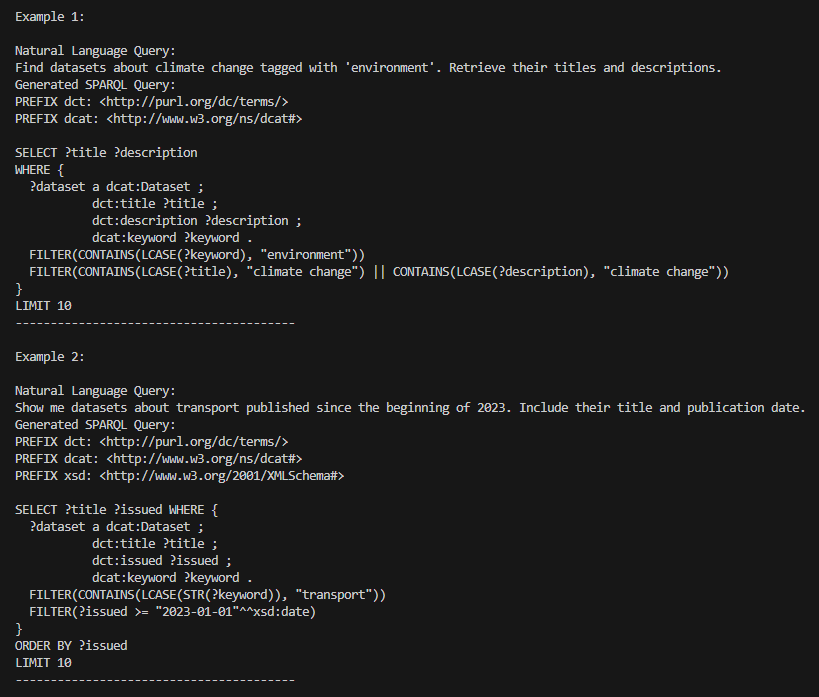 Example 1:
Natural Language Query:
Find datasets about climate change tagged with 'environment'. Retrieve their titles and descriptions.
Generated SPARQL Query:
PREFIX dct: <http://purl.org/dc/terms/>
PREFIX dcat: <http://www.w3.org/ns/dcat#>
SELECT ?title ?description
WHERE {
  ?dataset a dcat:Dataset ;
           dct:title ?title ;
           dct:description ?description ;
           dcat:keyword ?keyword .
  FILTER(CONTAINS(LCASE(?keyword), "environment"))
  FILTER(CONTAINS(LCASE(?title), "climate change") || CONTAINS(LCASE(?description), "climate change"))
}
LIMIT 10
----------------------------------------
Example 2:
Natural Language Query:
Show me datasets about transport published since the beginning of 2023. Include their title and publication date.
Generated SPARQL Query:
PREFIX dct: <http://purl.org/dc/terms/>
PREFIX dcat: <http://www.w3.org/ns/dcat#>
PREFIX xsd: <http://www.w3.org/2001/XMLSchema#>
SELECT ?title ?issued WHERE {
  ?dataset a dcat:Dataset ;
           dct:title ?title ;
           dct:issued ?issued ;
           dcat:keyword ?keyword .
  FILTER(CONTAINS(LCASE(STR(?keyword)), "transport"))
  FILTER(?issued >= "2023-01-01"^^xsd:date)
}
ORDER BY ?issued
LIMIT 10
----------------------------------------